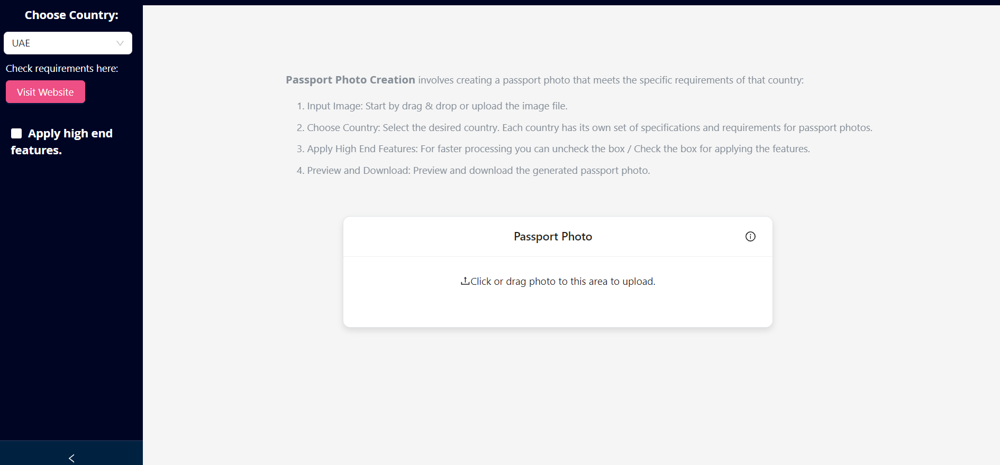 Choose Country:
UAE
Check requirements here:
Visit Website
Apply high end
features.
Passport Photo Creation involves creating a passport photo that meets the specific requirements of that country:
1. Input Image: Start by drag & drop or upload the image file.
2. Choose Country: Select the desired country. Each country has its own set of specifications and requirements for passport photos.
3. Apply High End Features: For faster processing you can uncheck the box / Check the box for applying the features.
4. Preview and Download: Preview and download the generated passport photo.
Passport Photo
Click or drag photo to this area to upload.